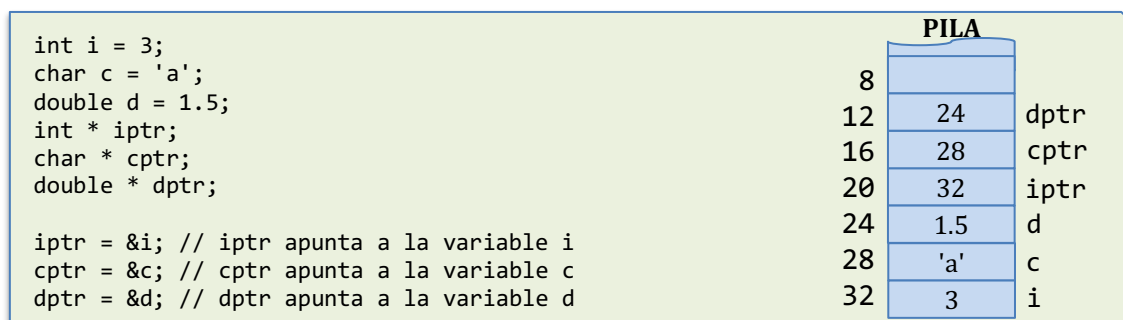 int i = 3;
char c = 'a';
double d = 1.5;
int * iptr;
char * cptr;
double * dptr;
iptr = &i; // iptr apunta a la variable i
cptr = &c; // cptr apunta a la variable c
dptr = &d; // dptr apunta a la variable d
PILA
8
12 24 dptr
16 28 cptr
20 32 iptr
24 1.5 d
28 'a' c
32 3 i